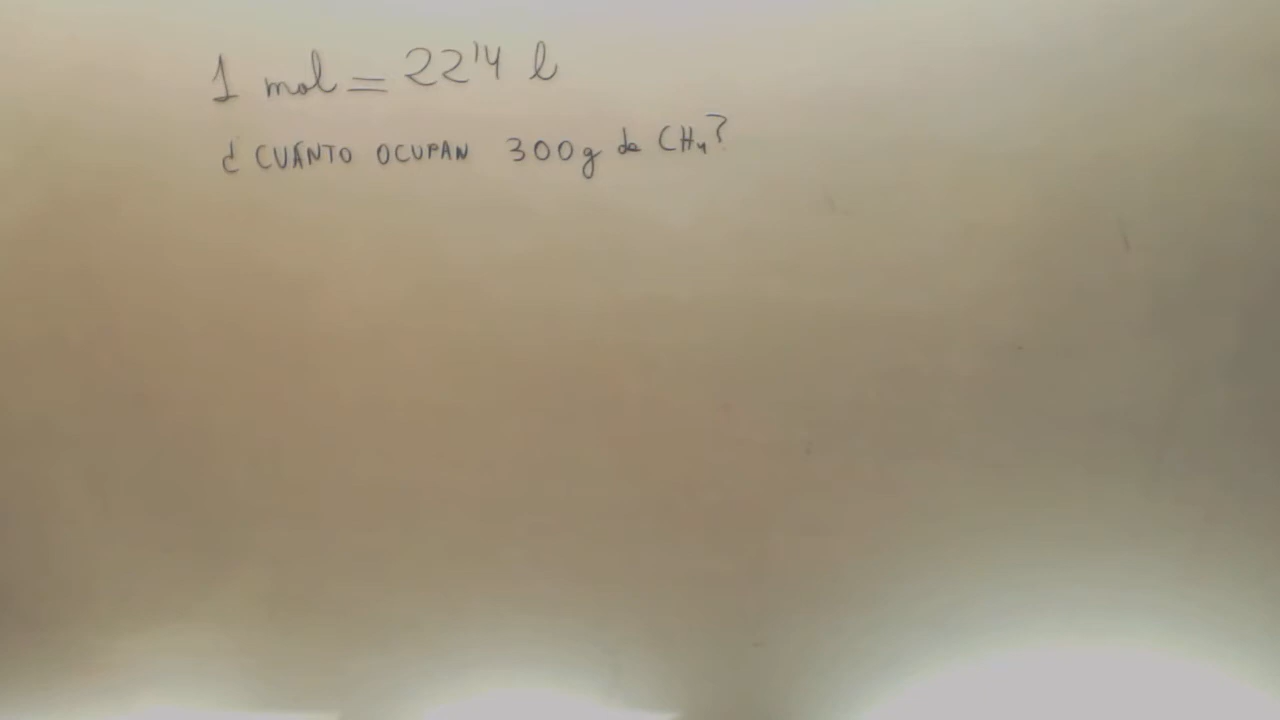 1 mol = 22'4 l
¿CUÁNTO OCUPAN 300g de CH₄?